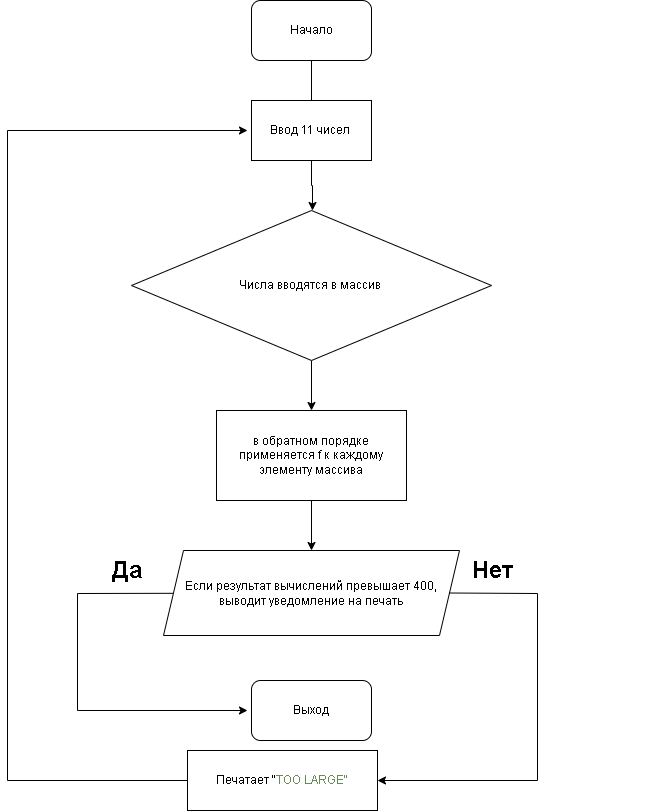 Начало
Ввод 11 чисел
Числа вводятся в массив
в обратном порядке
применяется f к каждому
элементу массива
Да
Нет
Если результат вычислений превышает 400,
выводит уведомление на печать
Выход
Печатает "TOO LARGE"